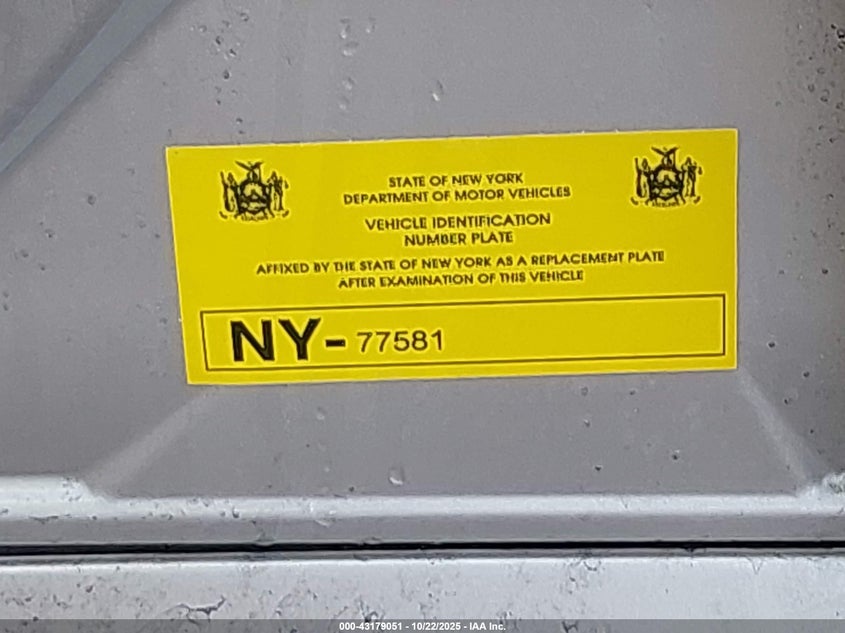 STATE OF NEW YORK
DEPARTMENT OF MOTOR VEHICLES
VEHICLE IDENTIFICATION
NUMBER PLATE
AFFIXED BY THE STATE OF NEW YORK AS A REPLACEMENT PLATE
AFTER EXAMINATION OF THIS VEHICLE
NY-77581
000-43179051 - 10/22/2025 - IAA Inc.